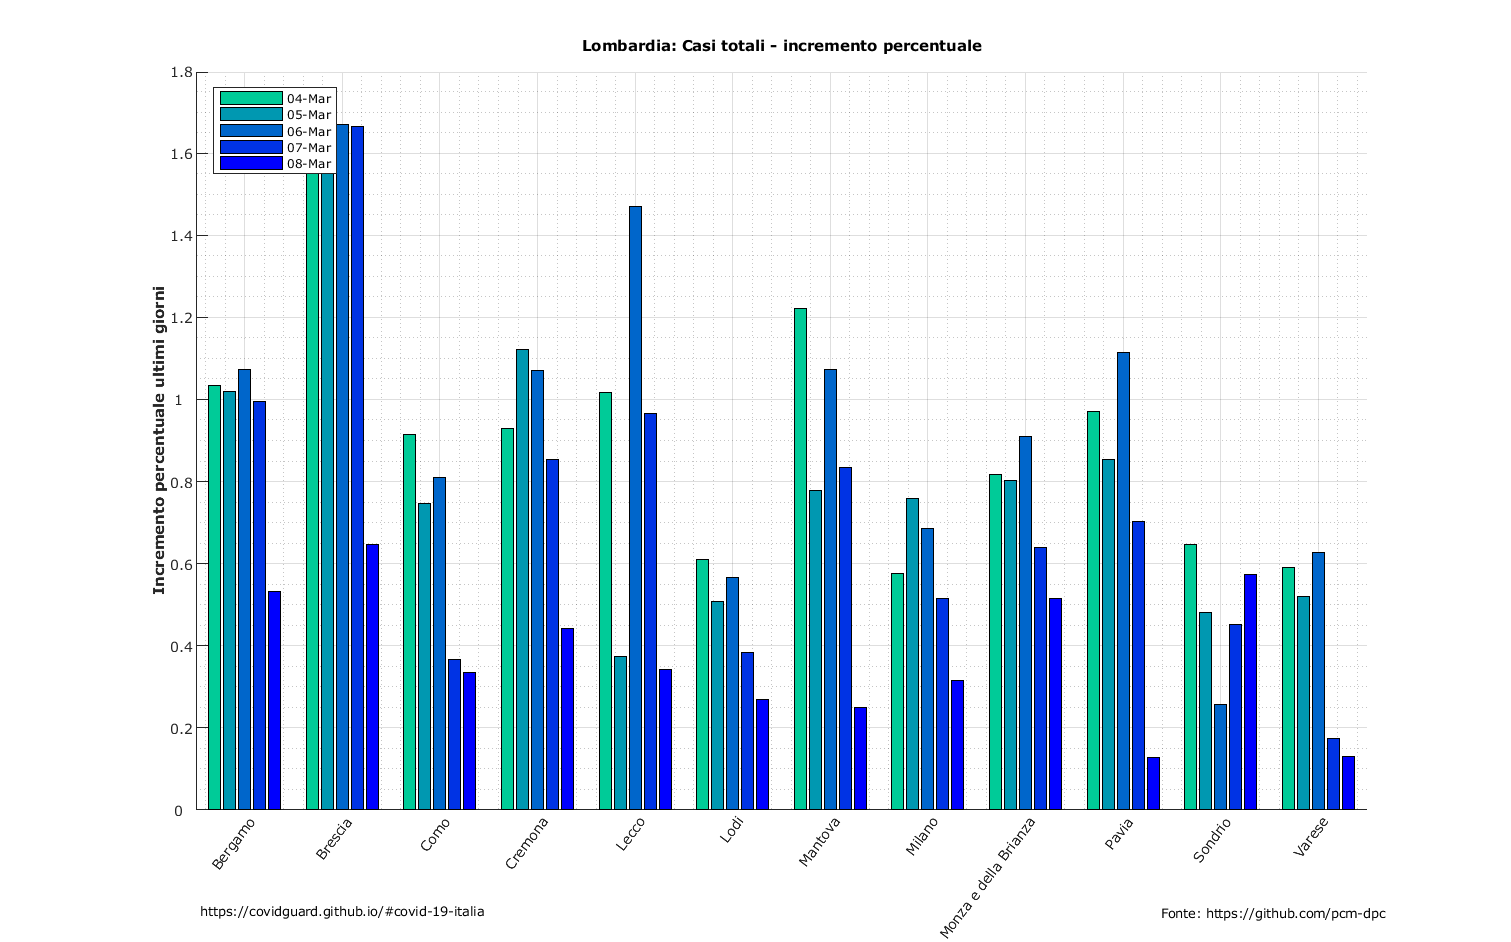 Lombardia: Casi totali - incremento percentuale
1.8
1.6
1.4
1.2
1
0.8
0.6
0.4
0.2
0
Incremento percentuale ultimi giorni
04-Mar
05-Mar
06-Mar
07-Mar
08-Mar
Bergamo
Brescia
Como
Cremona
Lecco
Lodi
Mantova
Milano
Monza e della Brianza
Pavia
Sondrio
Varese
https://covidguard.github.io/#covid-19-italia
Fonte: https://github.com/pcm-dpc